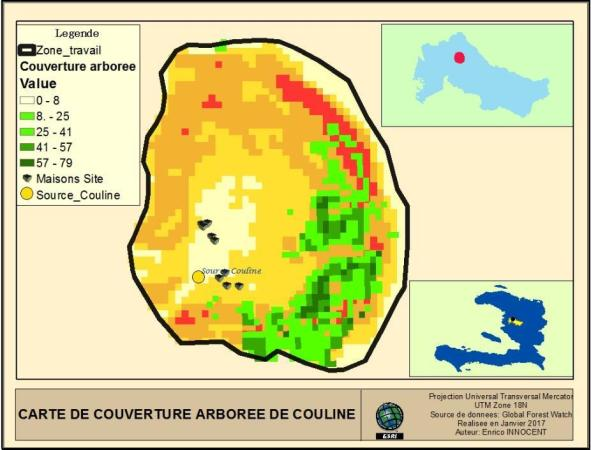 Legende
Zone_travail
Couverture arboree
Value
0 - 8
8. - 25
25 - 41
41 - 57
57 - 79
Maisons Site
Source_Couline
Source Couline
CARTE DE COUVERTURE ARBOREE DE COULINE
ESRI
Projection Universal Transversal Mercator
UTM Zone 18N
Source de donnees: Global Forest Watch
Realisee en Janvier 2017
Auteur: Enrico INNOCENT